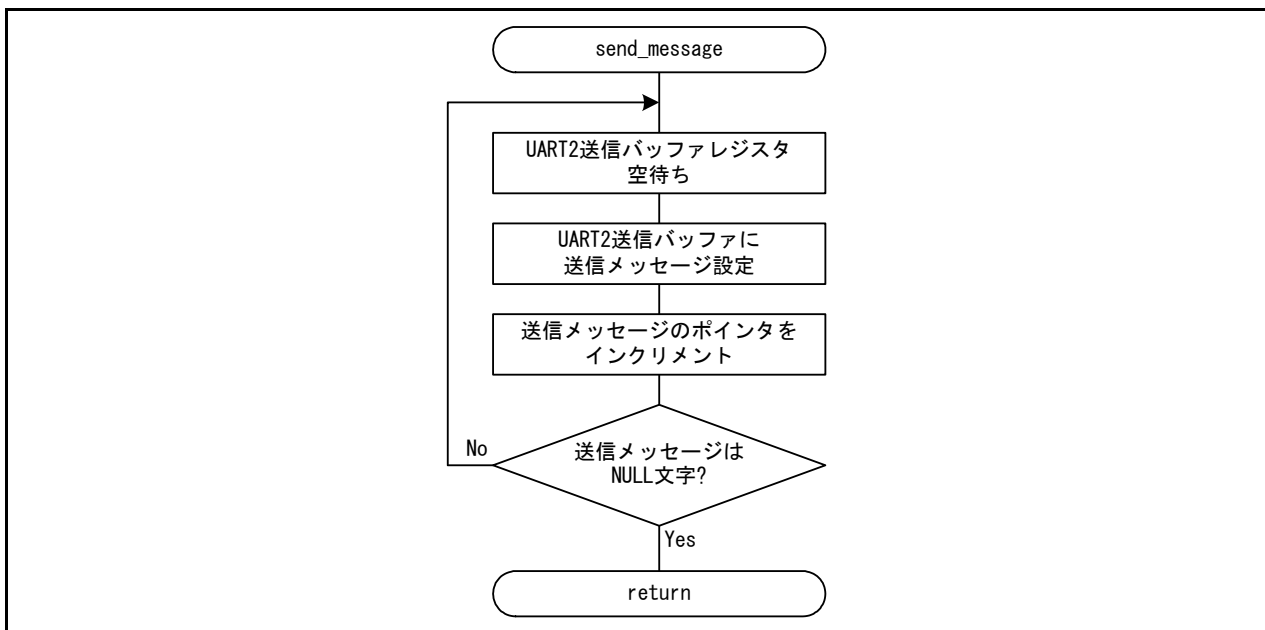 send_message
UART2送信バッファレジスタ
空待ち
UART2送信バッファに
送信メッセージ設定
送信メッセージのポインタを
インクリメント
送信メッセージは
NULL文字?
No
Yes
return